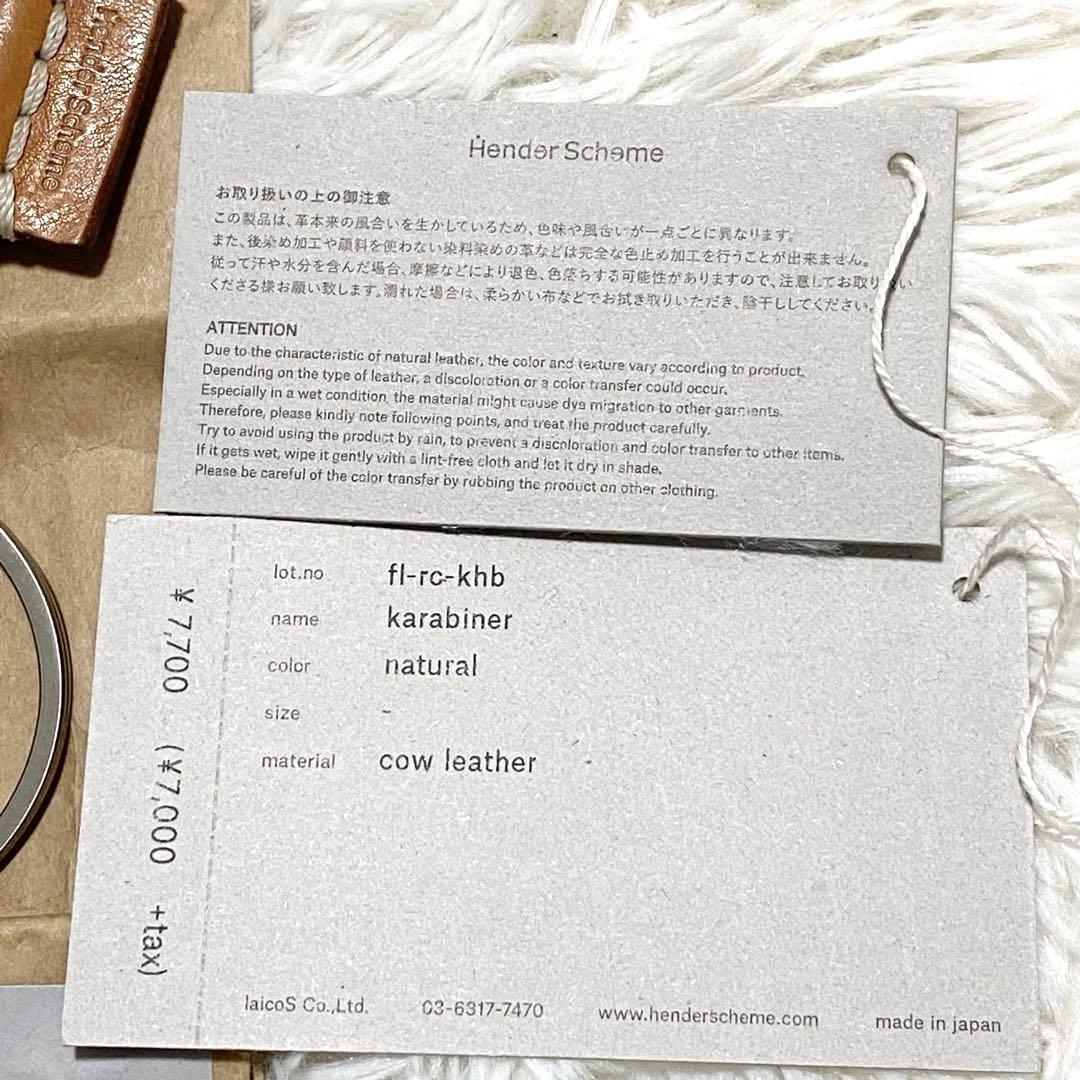 Hender Scheme
Hender Scheme
お取り扱いの上の御注意
この製品は、革本来の風合いを生かしているため、色味や風合いが一点ごとに異なります。
また、後染め加工や顔料を使わない染料染めの革などは完全な色止め加工を行うことが出来ません。
従って汗や水分を含んだ場合、摩擦などにより退色、色落ちする可能性がありますので、注意してお取り扱い
くださる様お願い致します。濡れた場合は、柔らかい布などでお拭き取りいただき、陰干ししてください。
ATTENTION
Due to the characteristic of natural leather, the color and texture vary according to product.
Depending on the type of leather, a discoloration or a color transfer could occur.
Especially in a wet condition, the material might cause dye migration to other garments.
Therefore, please kindly note following points, and treat the product carefully.
Try to avoid using the product by rain, to prevent a discoloration and color transfer to other items.
If it gets wet, wipe it gently with a lint-free cloth and let it dry in shade.
Please be careful of the color transfer by rubbing the product on other clothing.
¥7,700 (¥7,000 +tax)
lot.no fl-rc-khb
name karabiner
color natural
size -
material cow leather
laicoS Co.,Ltd. 03-6317-7470 www.henderscheme.com made in japan